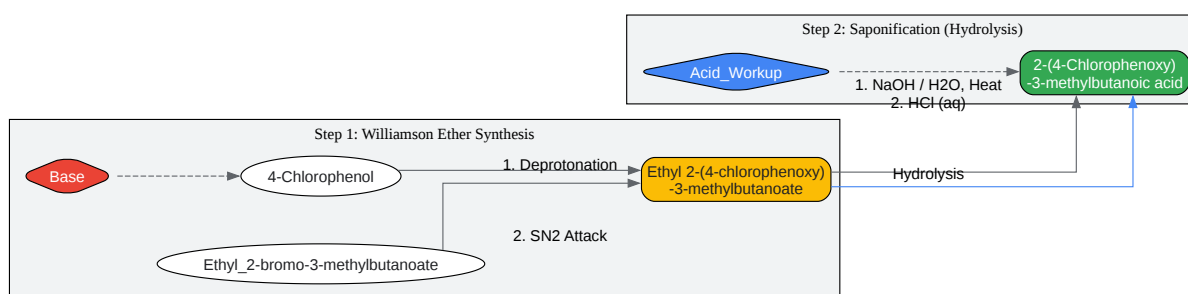 Step 2: Saponification (Hydrolysis)
Acid_Workup
1. NaOH / H2O, Heat
2. HCl (aq)
2-(4-Chlorophenoxy)
-3-methylbutanoic acid
Step 1: Williamson Ether Synthesis
Base
4-Chlorophenol
1. Deprotonation
Ethyl 2-(4-chlorophenoxy)
-3-methylbutanoate
Hydrolysis
2. SN2 Attack
Ethyl_2-bromo-3-methylbutanoate